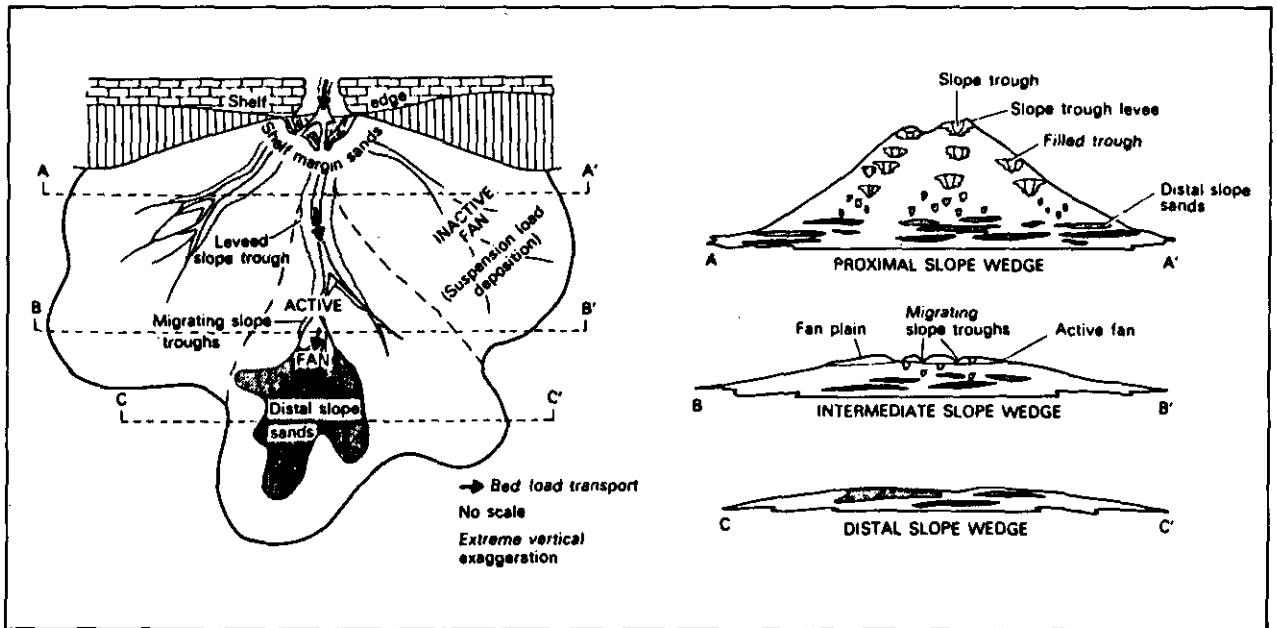 Shelf edge
Shelf margin sands
A
A'
INACTIVE
FAN
(Suspension load
deposition)
Leveed
slope trough
B
B'
ACTIVE
Migrating slope
troughs
FAN
C
C'
Distal slope
sands
Bed load transport
No scale
Extreme vertical
exaggeration
Slope trough
Slope trough levee
Filled trough
Distal slope
sands
A
A'
PROXIMAL SLOPE WEDGE
Fan plain
Migrating
slope troughs
Active fan
B
B'
INTERMEDIATE SLOPE WEDGE
C
C'
DISTAL SLOPE WEDGE